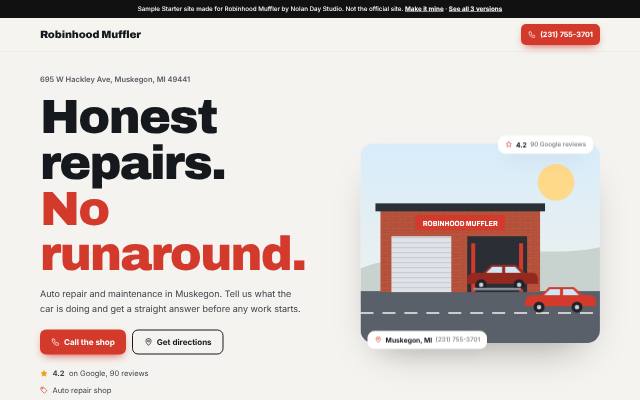 Sample Starter site made for Robinhood Muffler by Nolan Day Studio. Not the official site. Make it mine · See all 3 versions
Robinhood Muffler
(231) 755-3701
695 W Hackley Ave, Muskegon, MI 49441
Honest
repairs.
No
runaround.
Auto repair and maintenance in Muskegon. Tell us what the
car is doing and get a straight answer before any work starts.
Call the shop
Get directions
4.2 on Google, 90 reviews
Auto repair shop
4.2 90 Google reviews
ROBINHOOD MUFFLER
Muskegon, MI (231) 755-3701